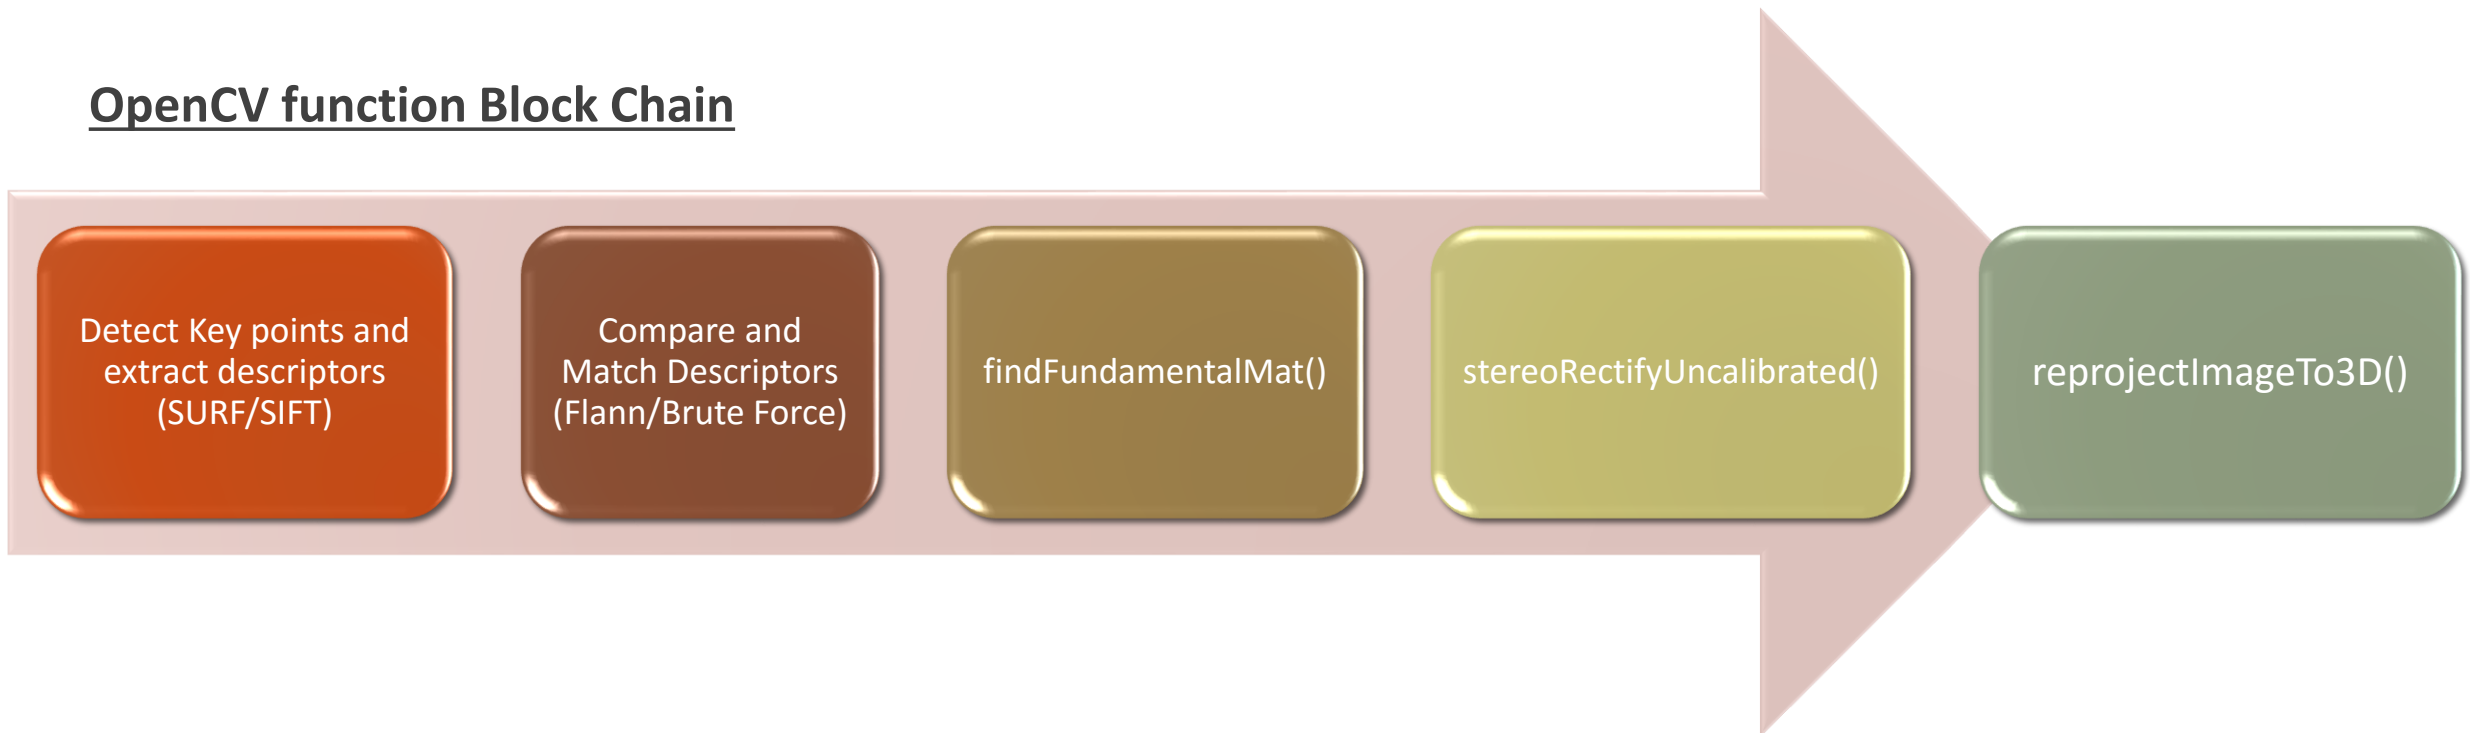 OpenCV function Block Chain
Detect Key points and
extract descriptors
(SURF/SIFT)
Compare and
Match Descriptors
(Flann/Brute Force)
findFundamentalMat()
stereoRectifyUncalibrated()
reprojectImageTo3D()